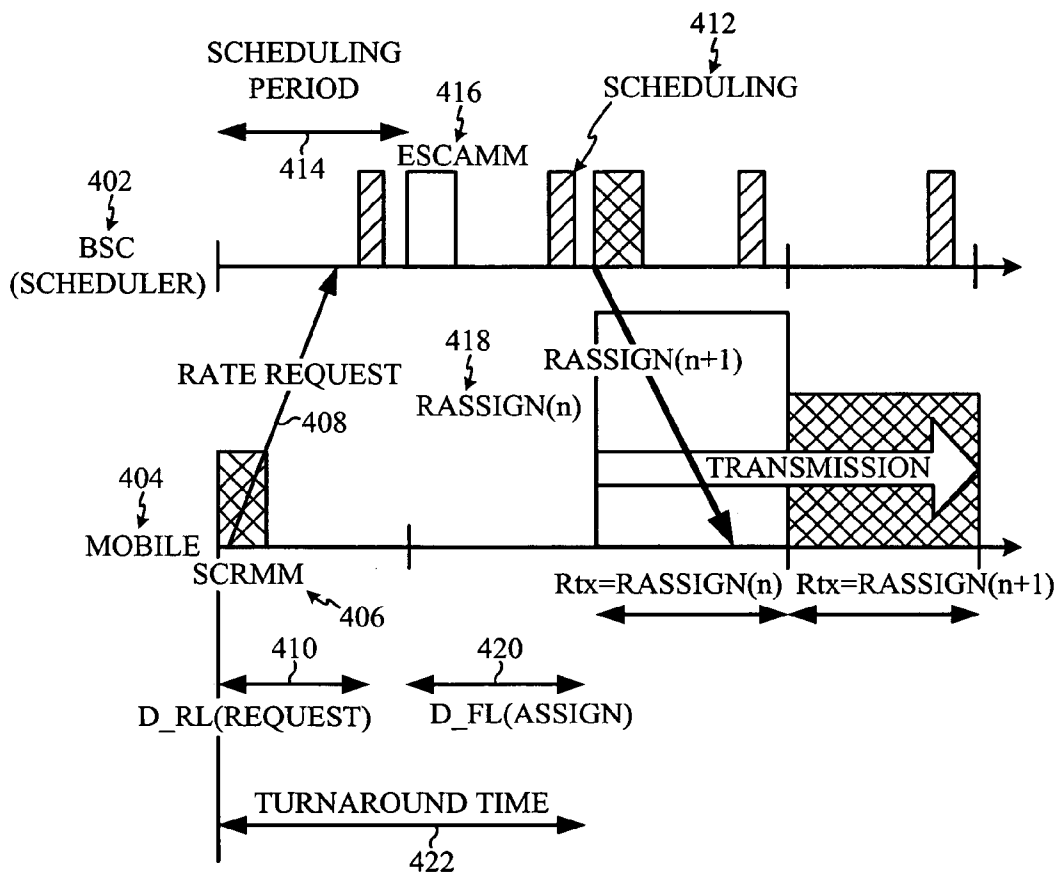 412
SCHEDULING
PERIOD
416
SCHEDULING
414
ESCAMM
402
BSC
(SCHEDULER)
418
RASSIGN(n+1)
RATE REQUEST
RASSIGN(n)
408
TRANSMISSION
404
MOBILE
SCRMM
406
Rtx=RASSIGN(n)
Rtx=RASSIGN(n+1)
410
420
D_RL(REQUEST)
D_FL(ASSIGN)
TURNAROUND TIME
422